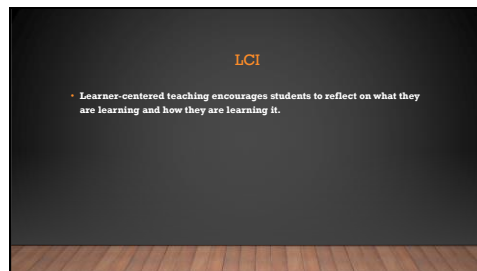 LCI
• Learner-centered teaching encourages students to reflect on what they
are learning and how they are learning it.